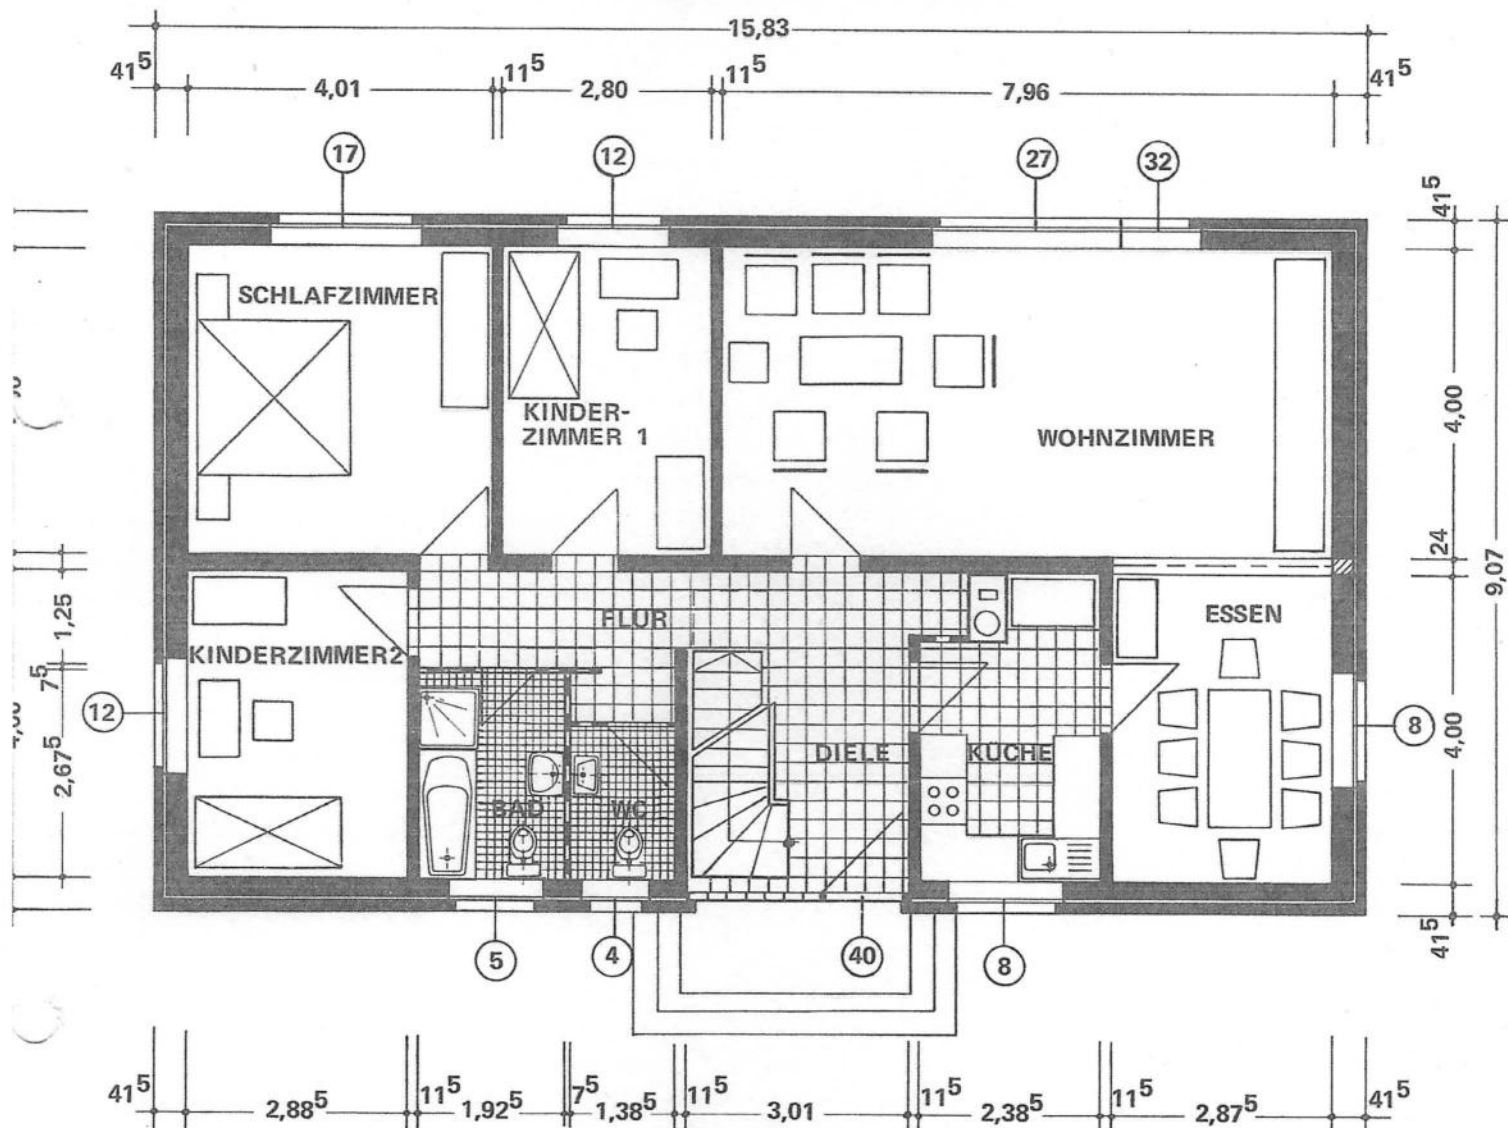 15,83
41⁵ 4,01 11⁵ 2,80 11⁵ 7,96 41⁵
17 12 27 32
SCHLAFZIMMER
KINDER-
ZIMMER 1
WOHNZIMMER
41⁵
4,00
24
4,00
41⁵
9,07
1,25
7⁵
2,67⁵
FLUR
ESSEN
KINDERZIMMER2
12
8
DIELE
KÜCHE
BAD
WC
5 4 40 8
41⁵ 2,88⁵ 11⁵ 1,92⁵ 7⁵ 1,38⁵ 11⁵ 3,01 11⁵ 2,38⁵ 11⁵ 2,87⁵ 41⁵